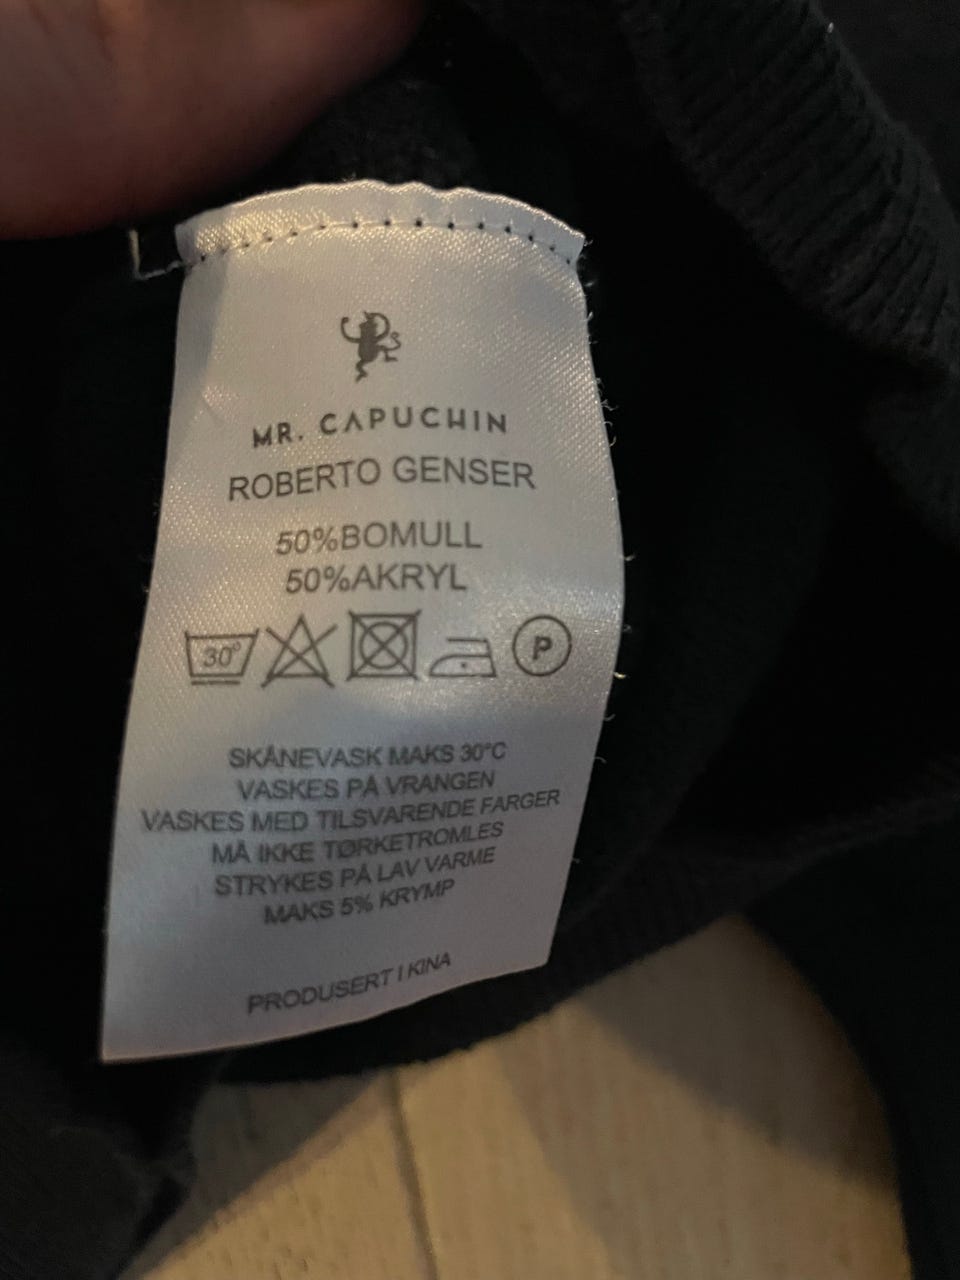 MR. CAPUCHIN
ROBERTO GENSER
50%BOMULL
50%AKRYL
30° P
SKÅNEVASK MAKS 30°C
VASKES PÅ VRANGEN
VASKES MED TILSVARENDE FARGER
MÅ IKKE TØRKETROMLES
STRYKES PÅ LAV VARME
MAKS 5% KRYMP
PRODUSERT I KINA